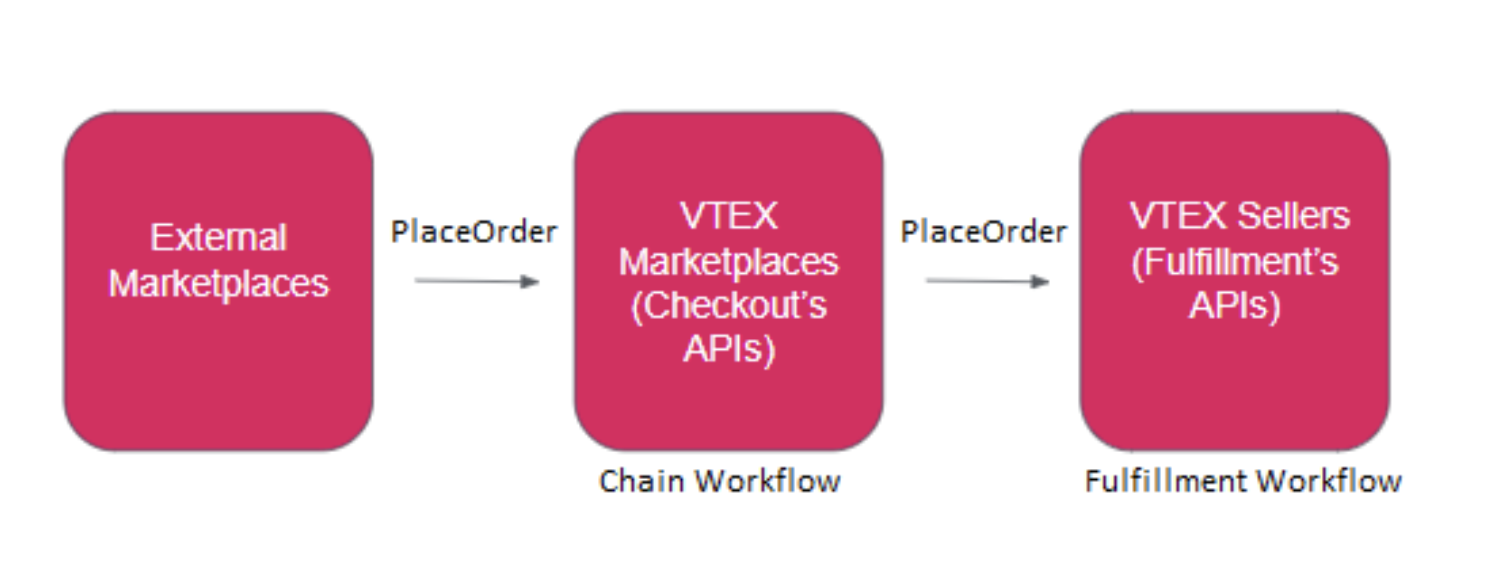 External
Marketplaces
PlaceOrder
VTEX
Marketplaces
(Checkout's
APIs)
Chain Workflow
PlaceOrder
VTEX Sellers
(Fulfillment's
APIs)
Fulfillment Workflow